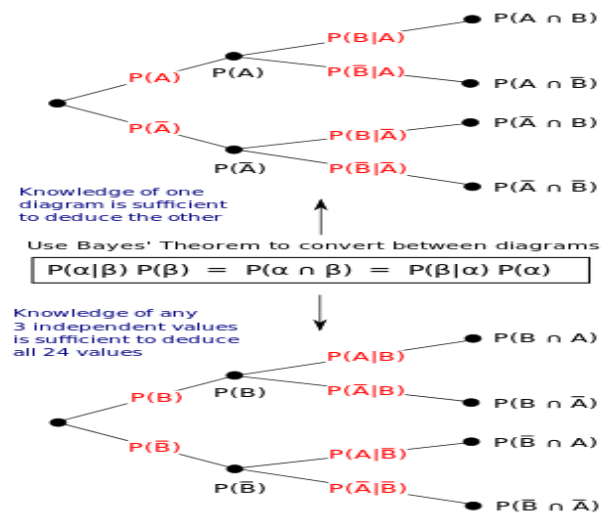 P(A ∩ B)
P(B|A)
P(A)
P(A)
P(B̅|A)
P(A ∩ B̅)
P(A̅)
P(A̅)
P(B|A̅)
P(A̅ ∩ B)
P(B̅|A̅)
P(A̅ ∩ B̅)
Knowledge of one
diagram is sufficient
to deduce the other
Use Bayes' Theorem to convert between diagrams
P(α|β) P(β) = P(α ∩ β) = P(β|α) P(α)
Knowledge of any
3 independent values
is sufficient to deduce
all 24 values
P(B ∩ A)
P(A|B)
P(B)
P(B)
P(A̅|B)
P(B ∩ A̅)
P(B̅)
P(B̅)
P(A|B̅)
P(B̅ ∩ A)
P(A̅|B̅)
P(B̅ ∩ A̅)